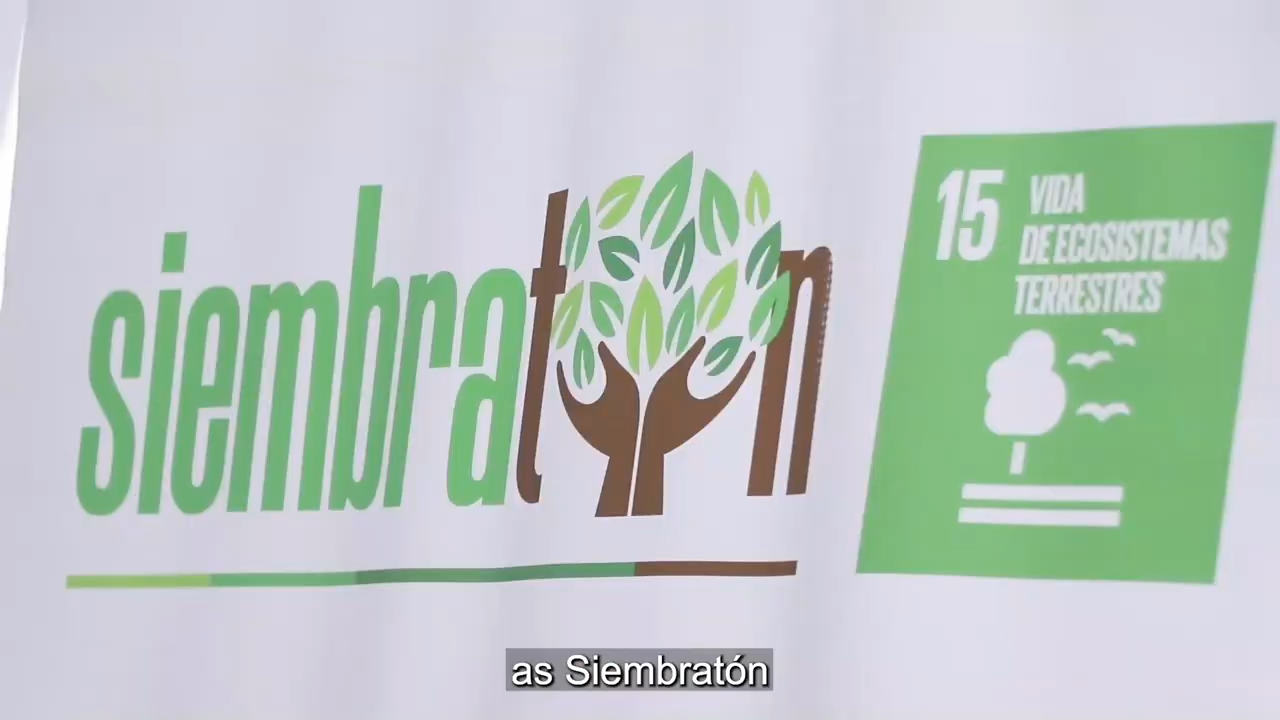 siembratón
15 VIDA
DE ECOSISTEMAS
TERRESTRES
as Siembratón